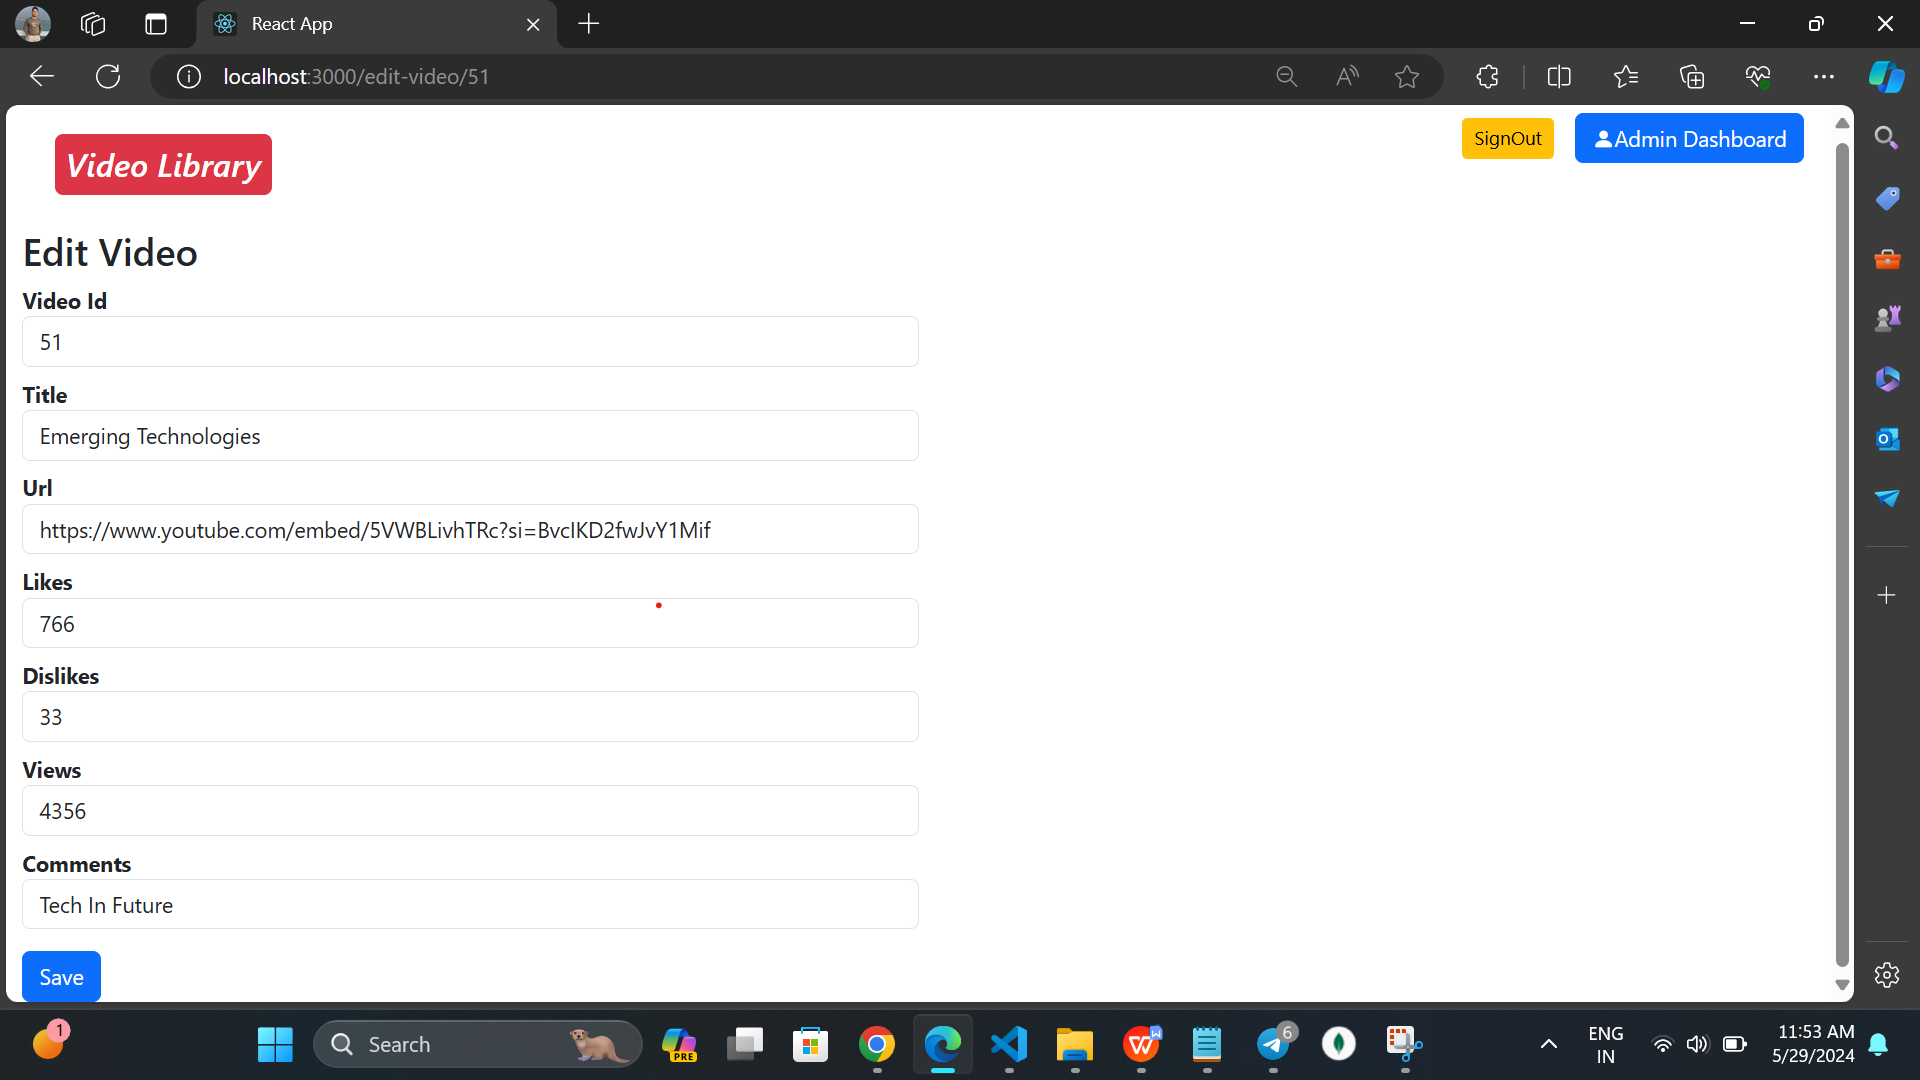 React App
localhost:3000/edit-video/51
Video Library
SignOut
Admin Dashboard
Edit Video
Video Id
51
Title
Emerging Technologies
Url
https://www.youtube.com/embed/5VWBLivhTRc?si=BvcIKD2fwJvY1Mif
Likes
766
Dislikes
33
Views
4356
Comments
Tech In Future
Save
1
Search
PRE
6
ENG
IN
11:53 AM
5/29/2024